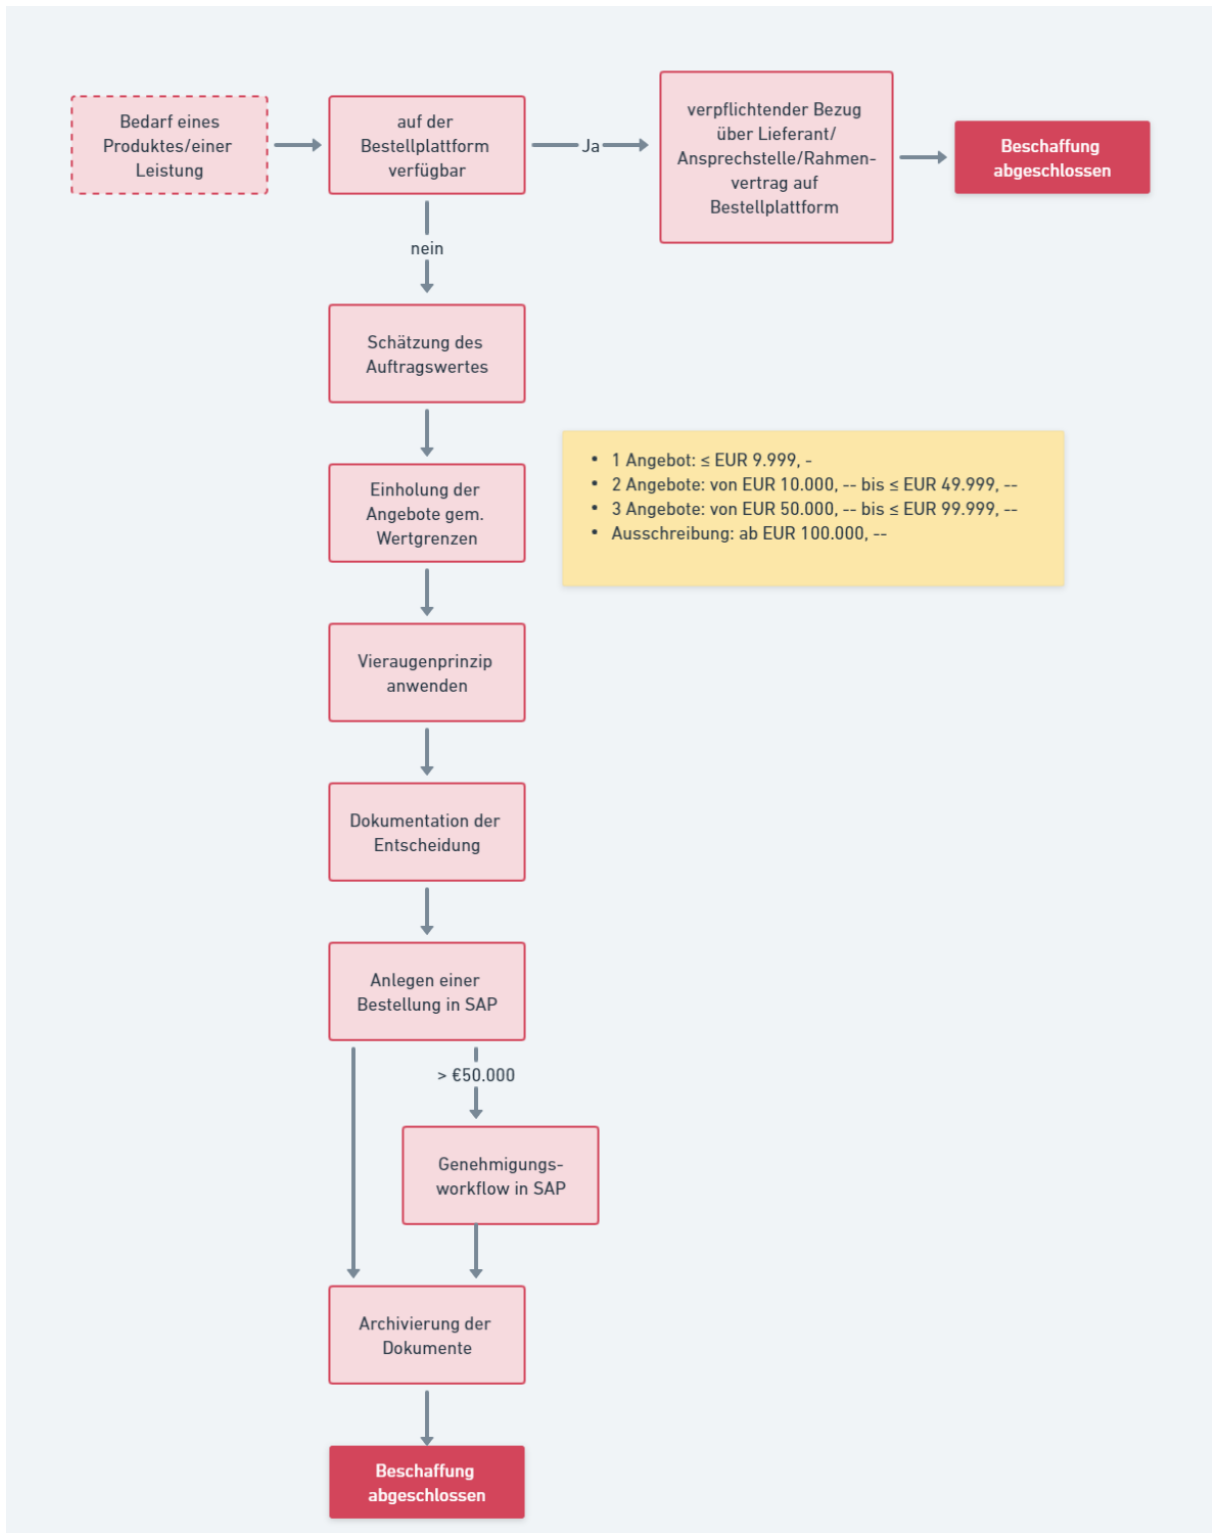 Bedarf eines
Produktes/einer
Leistung
auf der
Bestellplattform
verfügbar
Ja
verpflichtender Bezug
über Lieferant/
Ansprechstelle/Rahmen-
vertrag auf
Bestellplattform
Beschaffung
abgeschlossen
nein
Schätzung des
Auftragswertes
Einholung der
Angebote gem.
Wertgrenzen
• 1 Angebot: ≤ EUR 9.999, -
• 2 Angebote: von EUR 10.000, -- bis ≤ EUR 49.999, --
• 3 Angebote: von EUR 50.000, -- bis ≤ EUR 99.999, --
• Ausschreibung: ab EUR 100.000, --
Vieraugenprinzip
anwenden
Dokumentation der
Entscheidung
Anlegen einer
Bestellung in SAP
> €50.000
Genehmigungs-
workflow in SAP
Archivierung der
Dokumente
Beschaffung
abgeschlossen